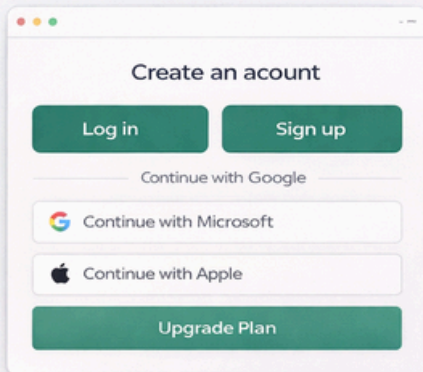 Create an acount
Log in
Sign up
Continue with Google
Continue with Microsoft
Continue with Apple
Upgrade Plan